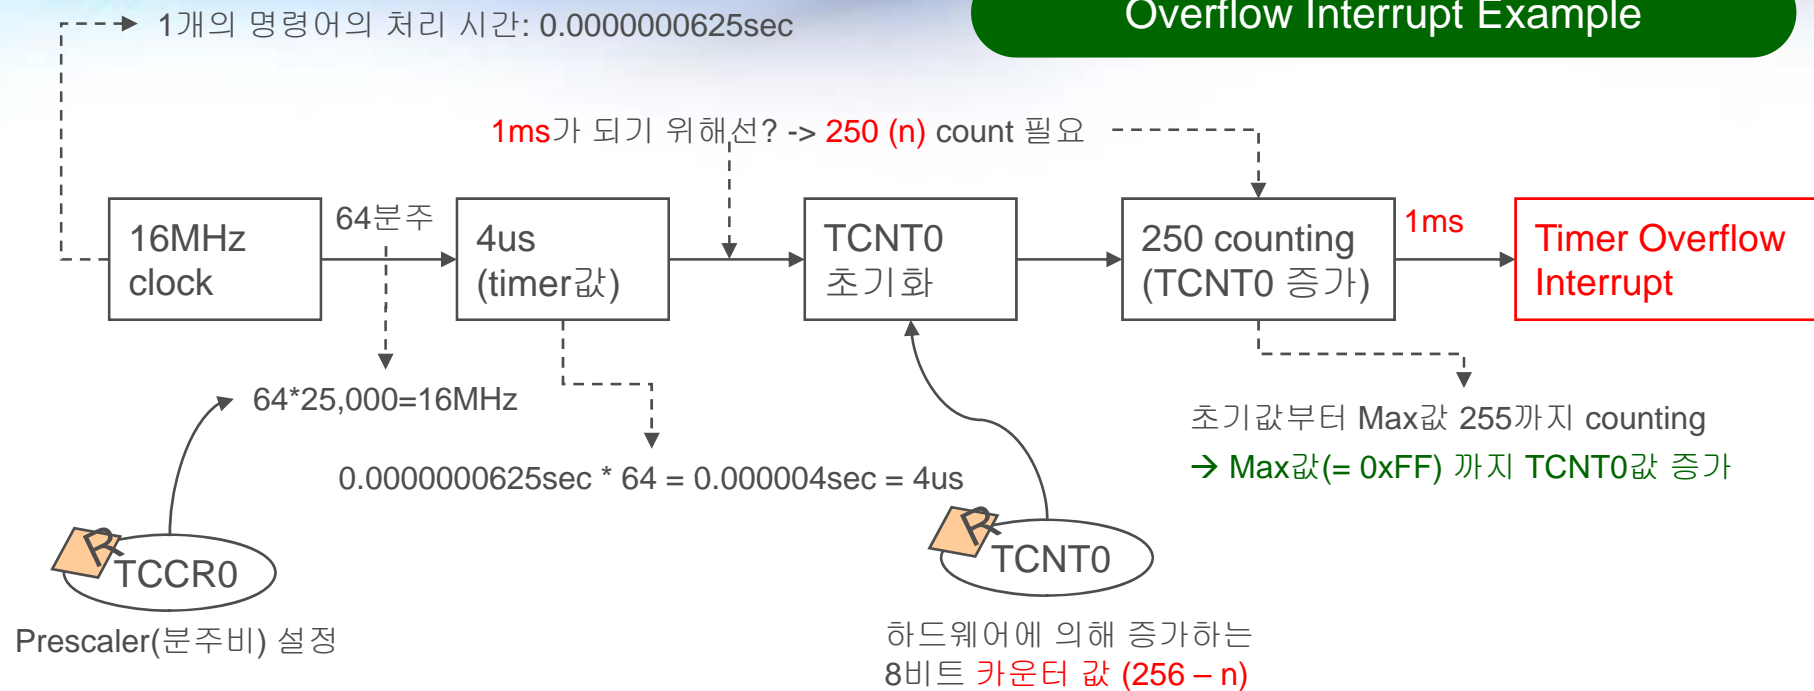 Overflow Interrupt Example
1개의 명령어의 처리 시간: 0.0000000625sec
1ms가 되기 위해선? -> 250 (n) count 필요
16MHz
clock
64분주
4us
(timer값)
TCNT0
초기화
250 counting
(TCNT0 증가)
1ms
Timer Overflow
Interrupt
64*25,000=16MHz
0.0000000625sec * 64 = 0.000004sec = 4us
초기값부터 Max값 255까지 counting
→ Max값(= 0xFF) 까지 TCNT0값 증가
R
TCCR0
Prescaler(분주비) 설정
R
TCNT0
하드웨어에 의해 증가하는
8비트 카운터 값 (256 – n)